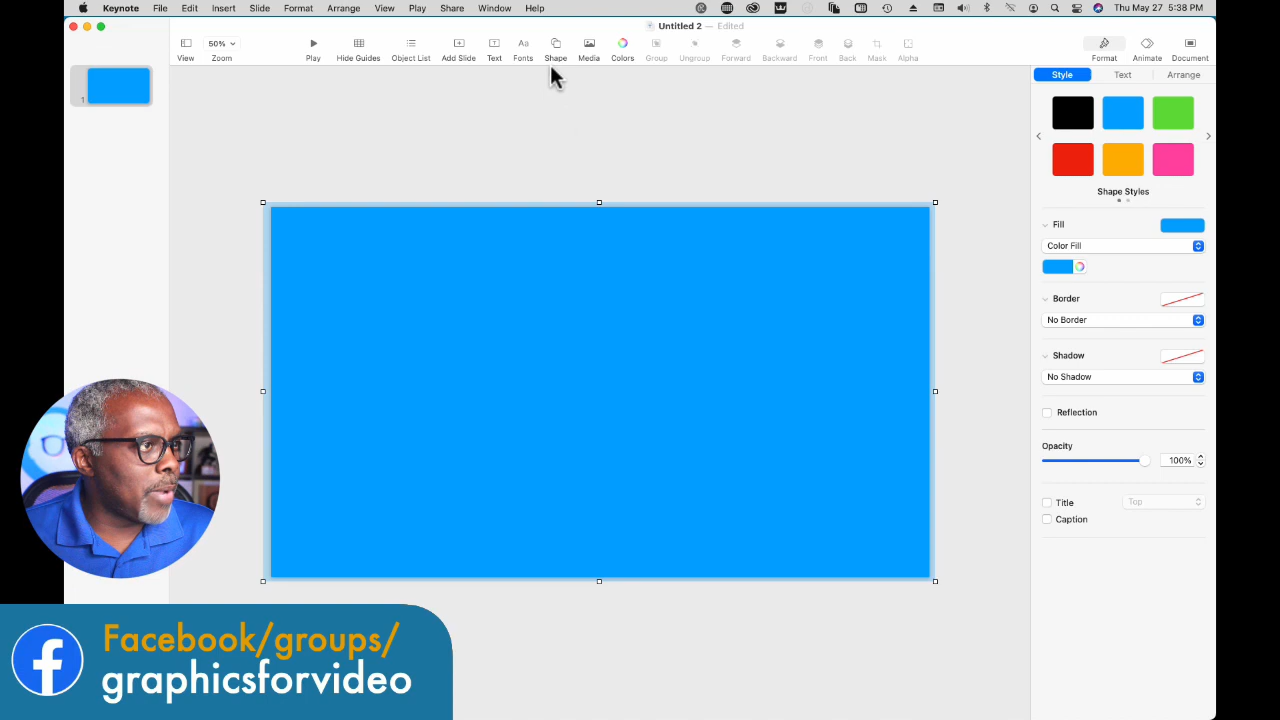 Keynote File Edit Insert Slide Format Arrange View Play Share Window Help Thu May 27 5:38 PM
Untitled 2 — Edited
50%
View Zoom Play Hide Guides Object List Add Slide Text Fonts Shape Media Colors Group Ungroup Forward Backward Front Back Mask Alpha Format Animate Document
Aa
T
1
Style Text Arrange
Shape Styles
Fill
Color Fill
Border
No Border
Shadow
No Shadow
Reflection
Opacity
100%
Title Top
Caption
Facebook/groups/
graphicsforvideo